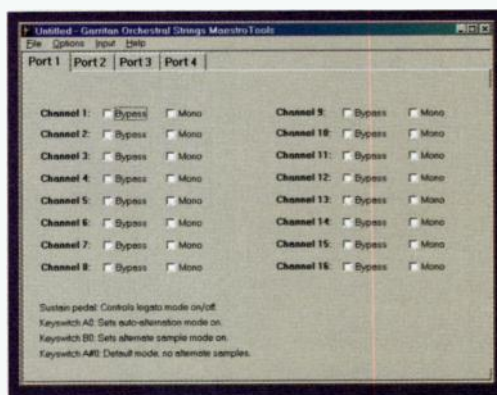 Untitled - Garritan Orchestral Strings MaestroTools
File Options Input Help
Port 1 Port 2 Port 3 Port 4
Channel 1: Bypass Mono Channel 9: Bypass Mono
Channel 2: Bypass Mono Channel 10: Bypass Mono
Channel 3: Bypass Mono Channel 11: Bypass Mono
Channel 4: Bypass Mono Channel 12: Bypass Mono
Channel 5: Bypass Mono Channel 13: Bypass Mono
Channel 6: Bypass Mono Channel 14: Bypass Mono
Channel 7: Bypass Mono Channel 15: Bypass Mono
Channel 8: Bypass Mono Channel 16: Bypass Mono
Sustain pedal: Controls legato mode on/off.
Keyswitch A0: Sets auto-alternation mode on.
Keyswitch B0: Sets alternate sample mode on.
Keyswitch A#0: Default mode, no alternate samples.